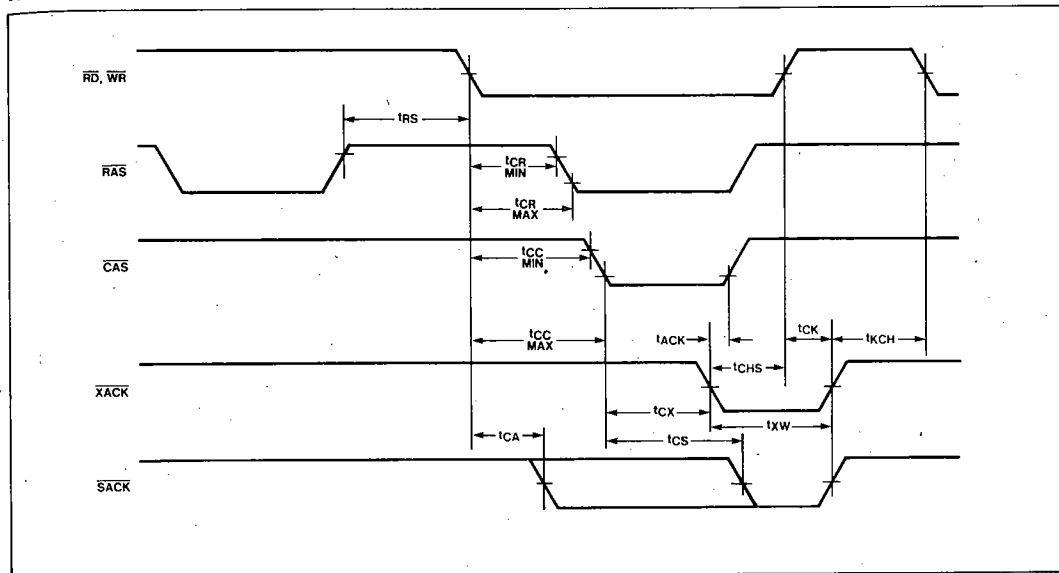 RD, WR
tRS
RAS
tCR
MIN
tCR
MAX
CAS
tCC
MIN
tCC
MAX
tACK
tCK
tKCH
tCHS
XACK
tCX
tXW
tCA
tCS
SACK